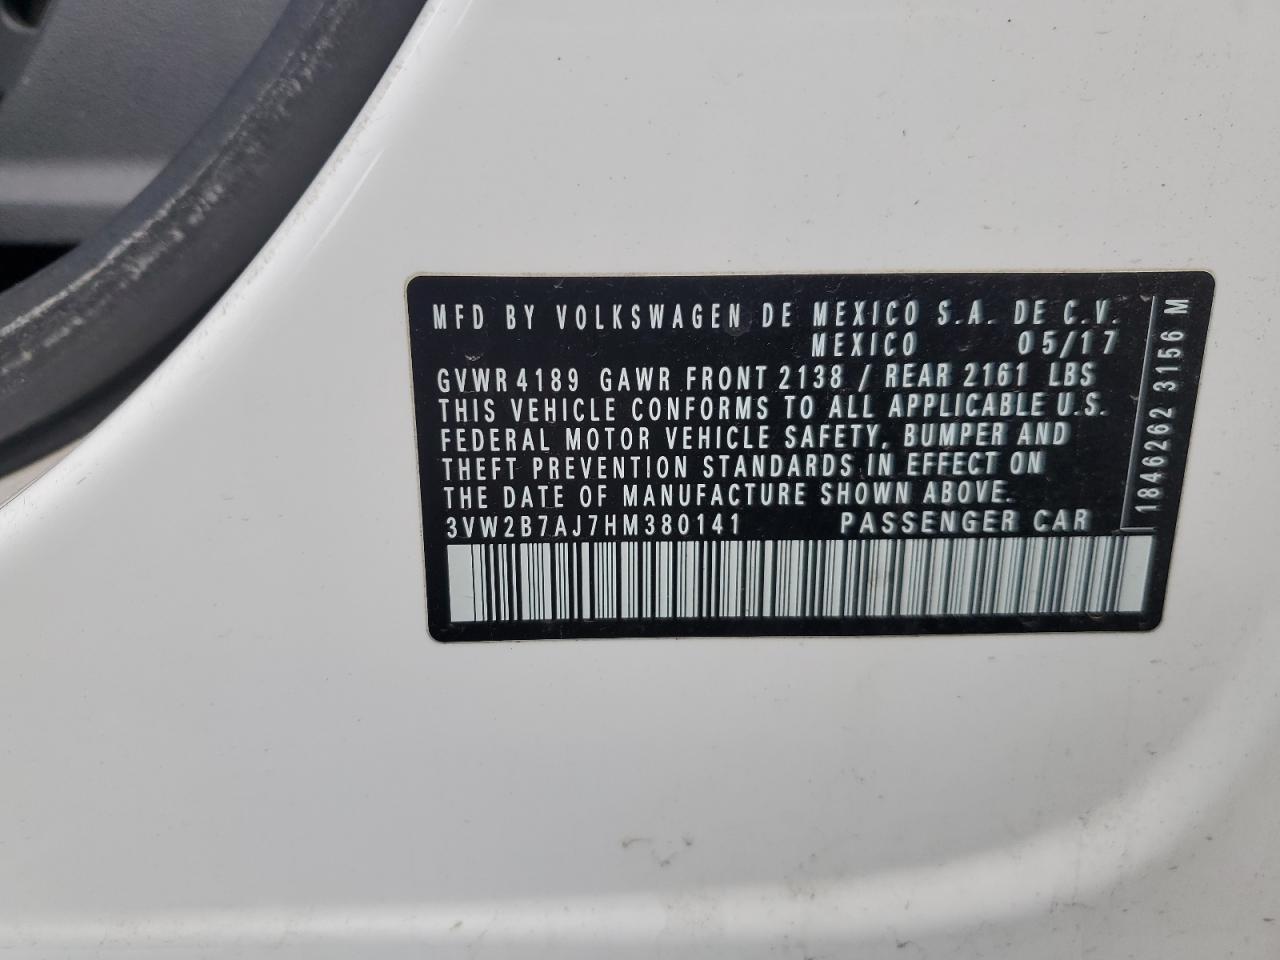 MFD BY VOLKSWAGEN DE MEXICO S.A. DE C.V.
MEXICO 05/17
GVWR 4189 GAWR FRONT 2138 / REAR 2161 LBS
THIS VEHICLE CONFORMS TO ALL APPLICABLE U.S.
FEDERAL MOTOR VEHICLE SAFETY, BUMPER AND
THEFT PREVENTION STANDARDS IN EFFECT ON
THE DATE OF MANUFACTURE SHOWN ABOVE.
3VW2B7AJ7HM380141 PASSENGER CAR
1846262 3156 M